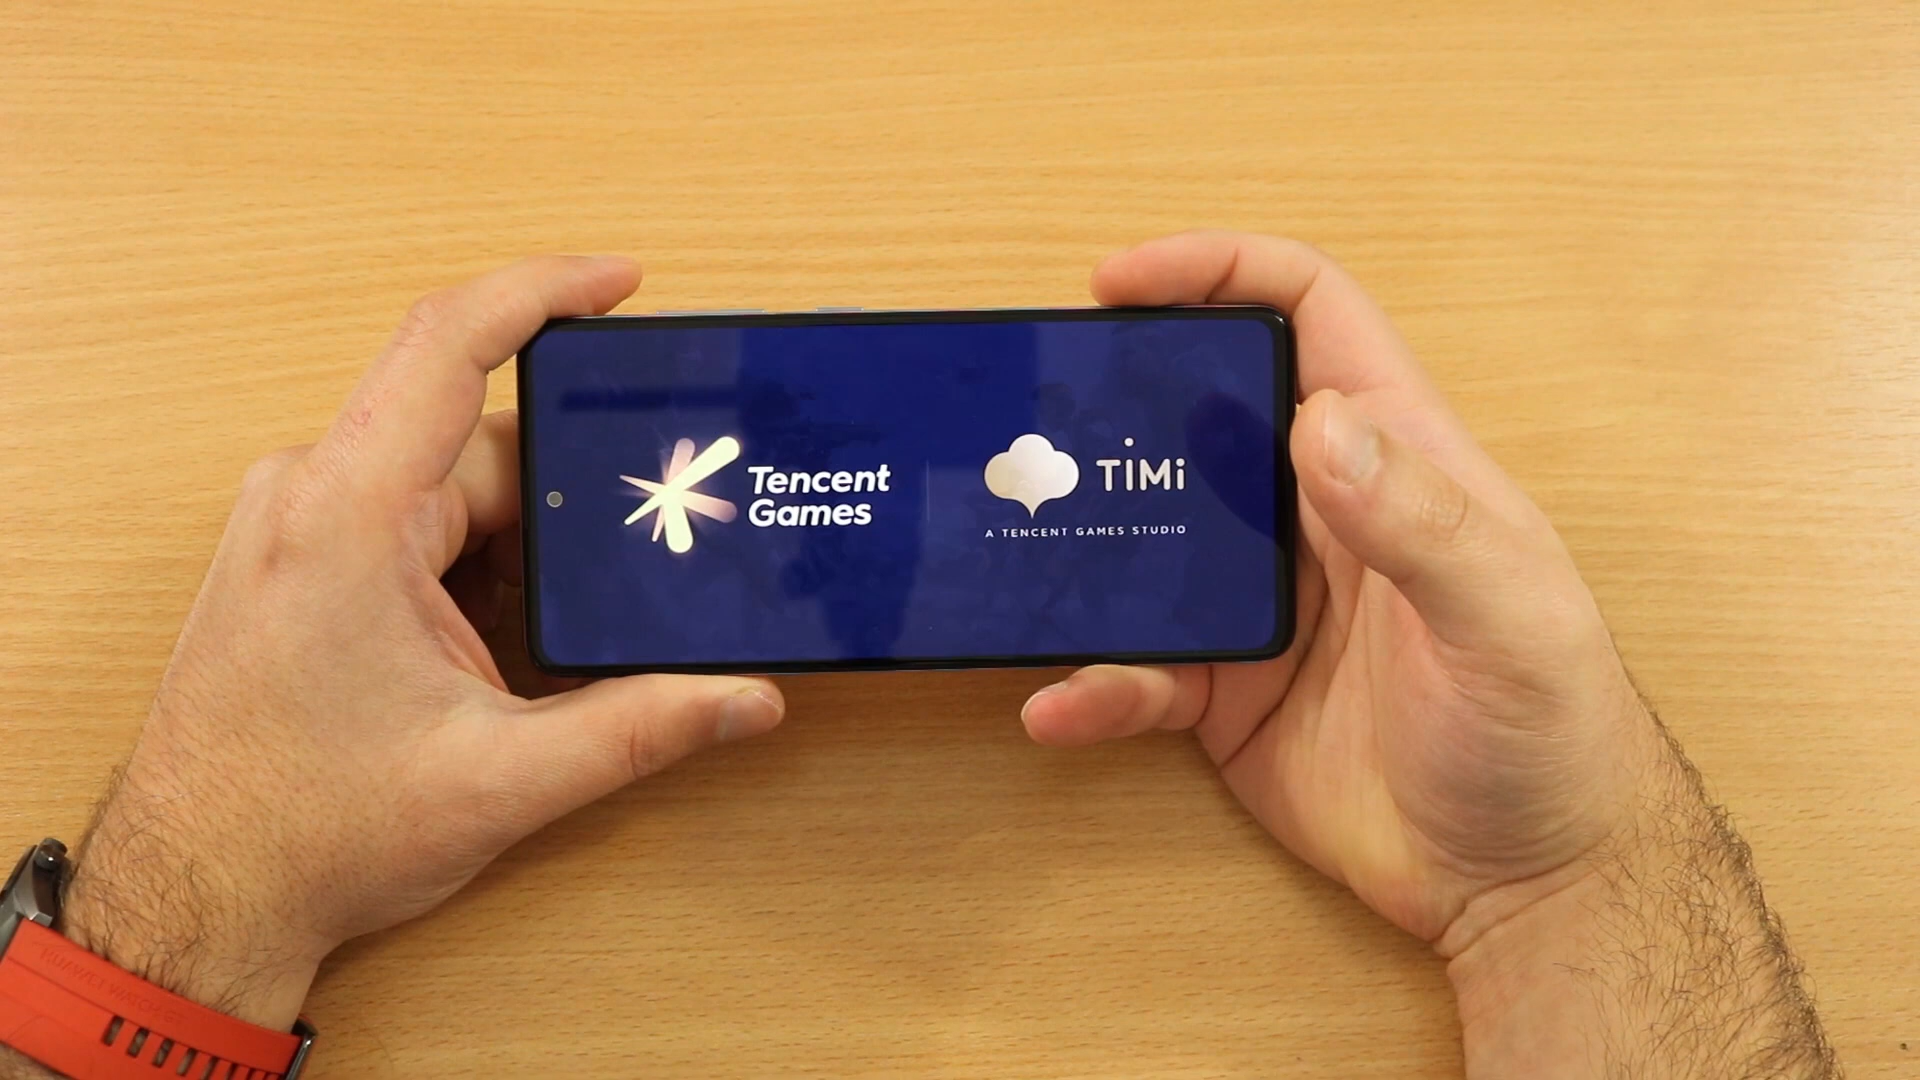 Tencent
Games
TiMi
A TENCENT GAMES STUDIO